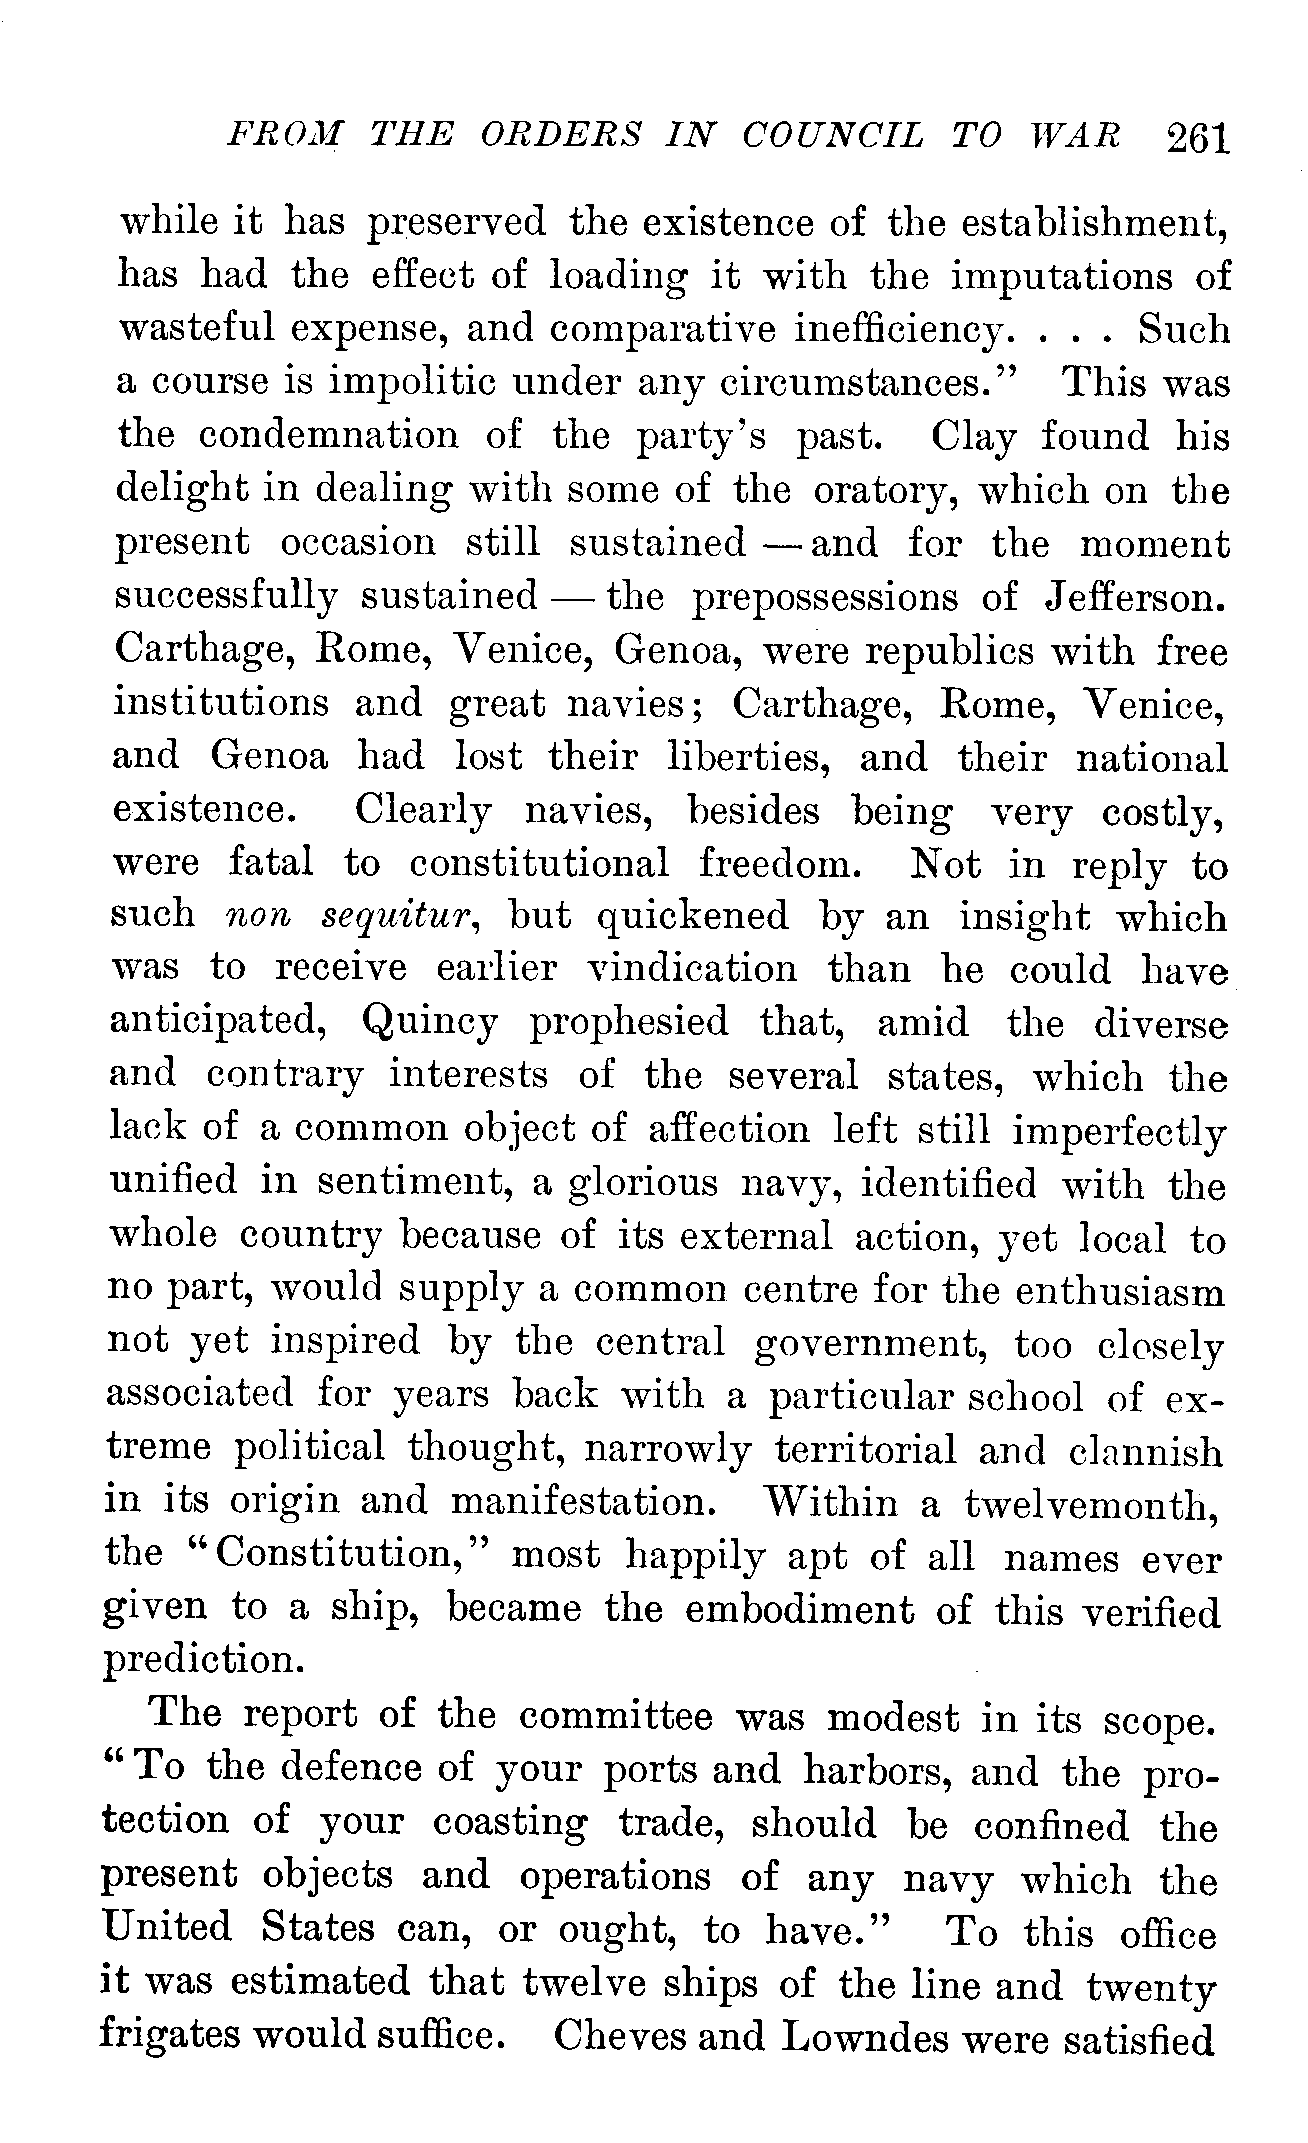 FROM THE ORDERS IN COUNCIL TO WAR 261
while it has preserved the existence of the establishment,
has had the effect of loading it with the imputations of
wasteful expense, and comparative inefficiency. . . . Such
a course is impolitic under any circumstances.” This was
the condemnation of the party's past. Clay found his
delight in dealing with some of the oratory, which on the
present occasion still sustained — and for the moment
successfully sustained — the prepossessions of Jefferson.
Carthage, Rome, Venice, Genoa, were republics with free
institutions and great navies; Carthage, Rome, Venice,
and Genoa had lost their liberties, and their national
existence. Clearly navies, besides being very costly,
were fatal to constitutional freedom. Not in reply to
such non sequitur, but quickened by an insight which
was to receive earlier vindication than he could have
anticipated, Quincy prophesied that, amid the diverse
and contrary interests of the several states, which the
lack of a common object of affection left still imperfectly
unified in sentiment, a glorious navy, identified with the
whole country because of its external action, yet local to
no part, would supply a common centre for the enthusiasm
not yet inspired by the central government, too closely
associated for years back with a particular school of ex-
treme political thought, narrowly territorial and clannish
in its origin and manifestation. Within a twelvemonth,
the “Constitution,” most happily apt of all names ever
given to a ship, became the embodiment of this verified
prediction.
The report of the committee was modest in its scope.
“To the defence of your ports and harbors, and the pro-
tection of your coasting trade, should be confined the
present objects and operations of any navy which the
United States can, or ought, to have.” To this office
it was estimated that twelve ships of the line and twenty
frigates would suffice. Cheves and Lowndes were satisfied